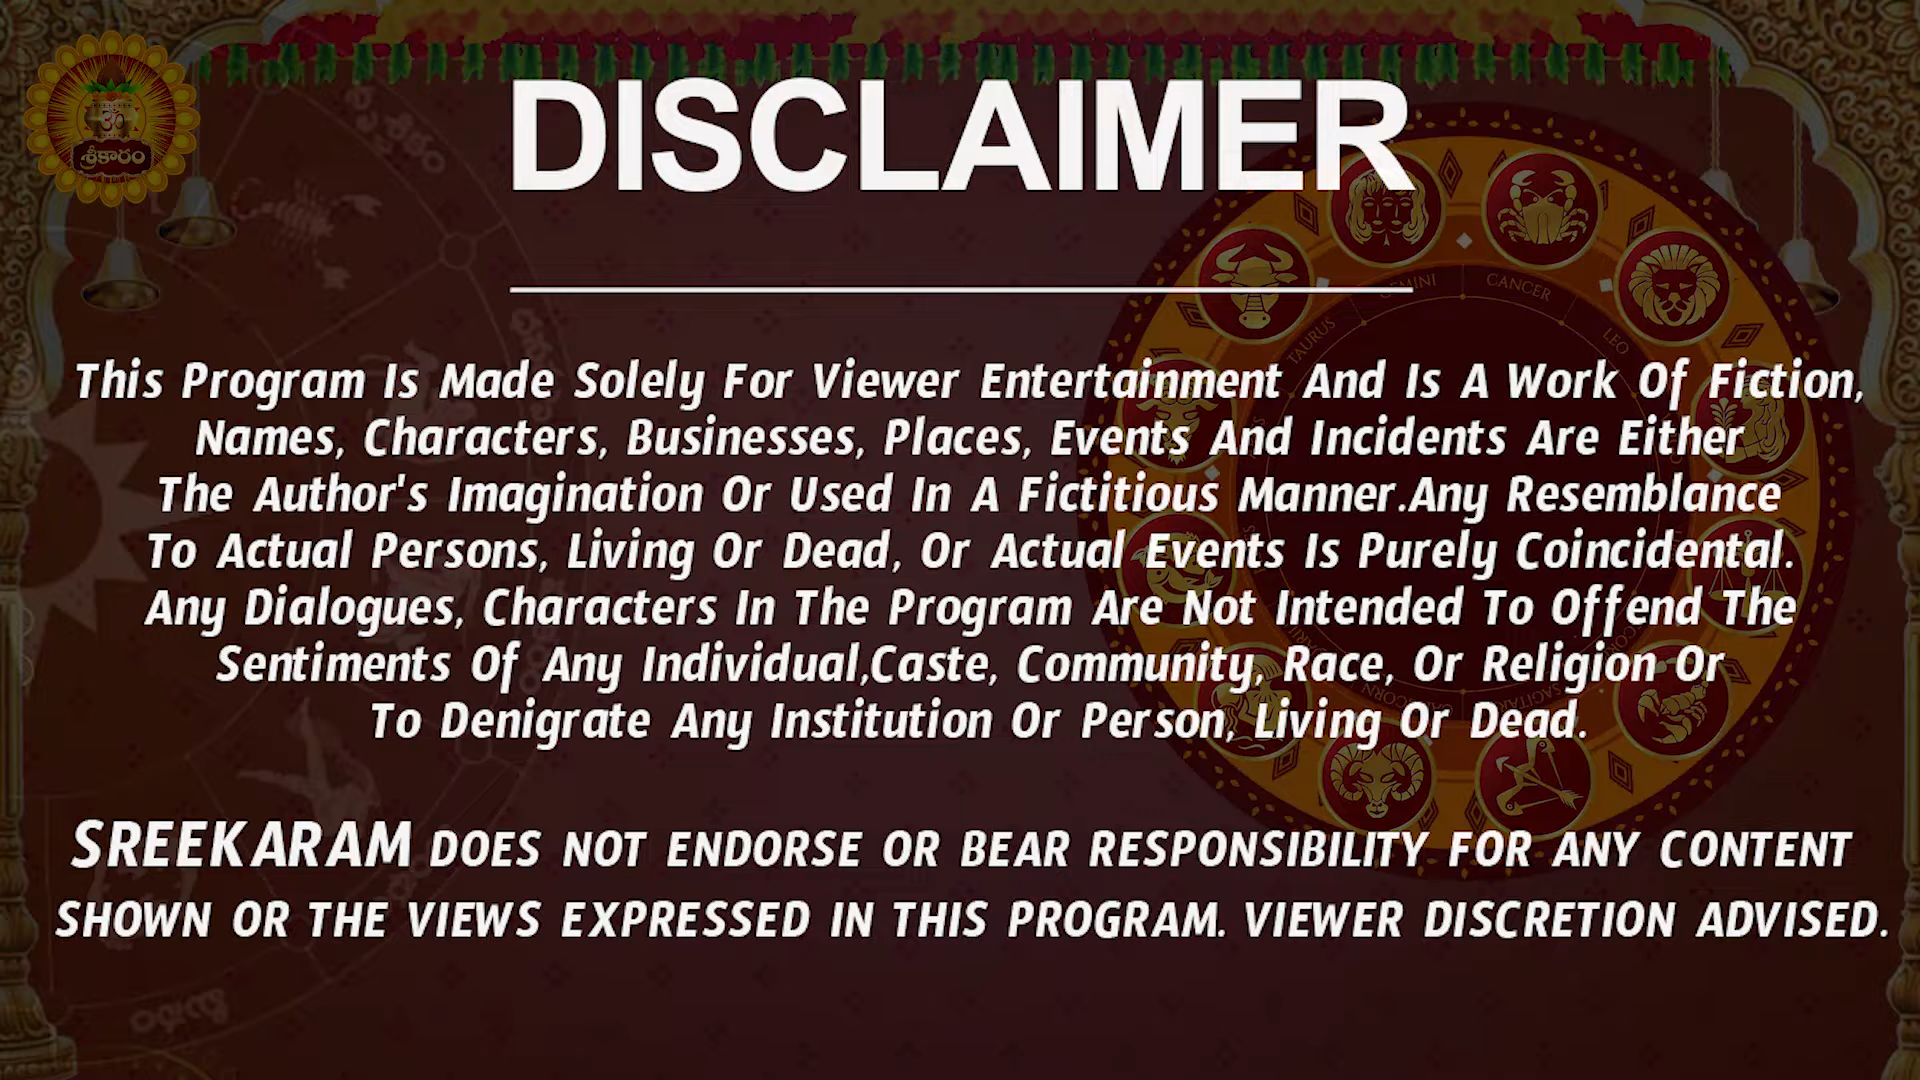 శ్రీకారం
DISCLAIMER
GEMINI
CANCER
TAURUS
LEO
This Program Is Made Solely For Viewer Entertainment And Is A Work Of Fiction,
Names, Characters, Businesses, Places, Events And Incidents Are Either
The Author's Imagination Or Used In A Fictitious Manner.Any Resemblance
To Actual Persons, Living Or Dead, Or Actual Events Is Purely Coincidental.
Any Dialogues, Characters In The Program Are Not Intended To Offend The
Sentiments Of Any Individual,Caste, Community, Race, Or Religion Or
To Denigrate Any Institution Or Person, Living Or Dead.
SREEKARAM DOES NOT ENDORSE OR BEAR RESPONSIBILITY FOR ANY CONTENT
SHOWN OR THE VIEWS EXPRESSED IN THIS PROGRAM. VIEWER DISCRETION ADVISED.